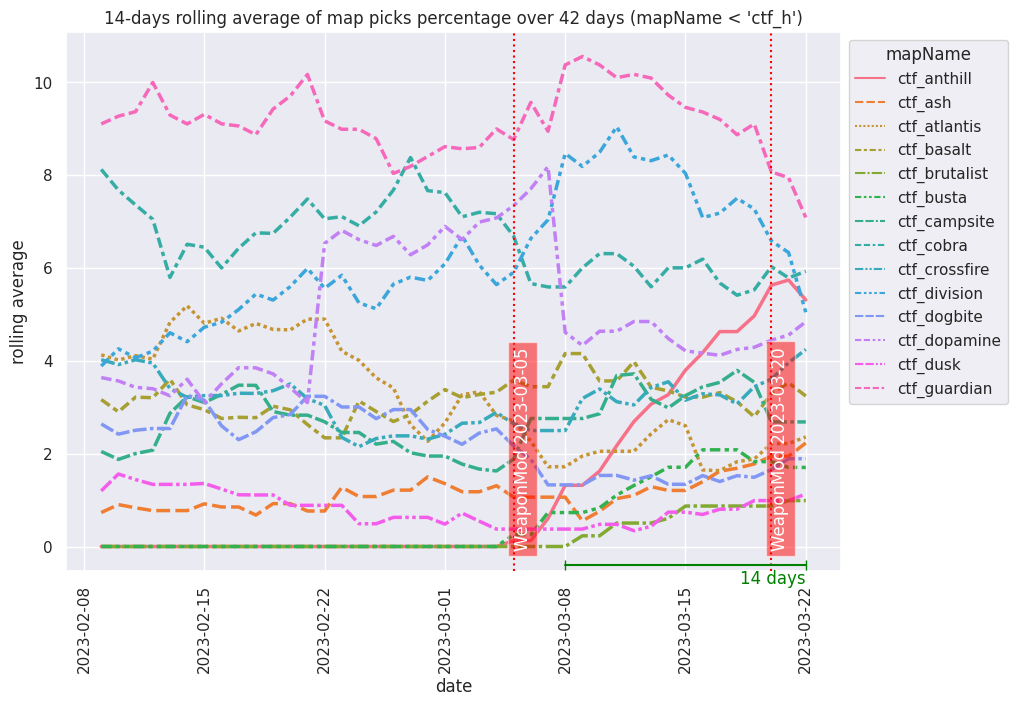 14-days rolling average of map picks percentage over 42 days (mapName < 'ctf_h')
rolling average
10
8
6
4
2
0
WeaponMod 2023-03-05
WeaponMod 2023-03-20
14 days
2023-02-08
2023-02-15
2023-02-22
2023-03-01
2023-03-08
2023-03-15
2023-03-22
date
mapName
ctf_anthill
ctf_ash
ctf_atlantis
ctf_basalt
ctf_brutalist
ctf_busta
ctf_campsite
ctf_cobra
ctf_crossfire
ctf_division
ctf_dogbite
ctf_dopamine
ctf_dusk
ctf_guardian